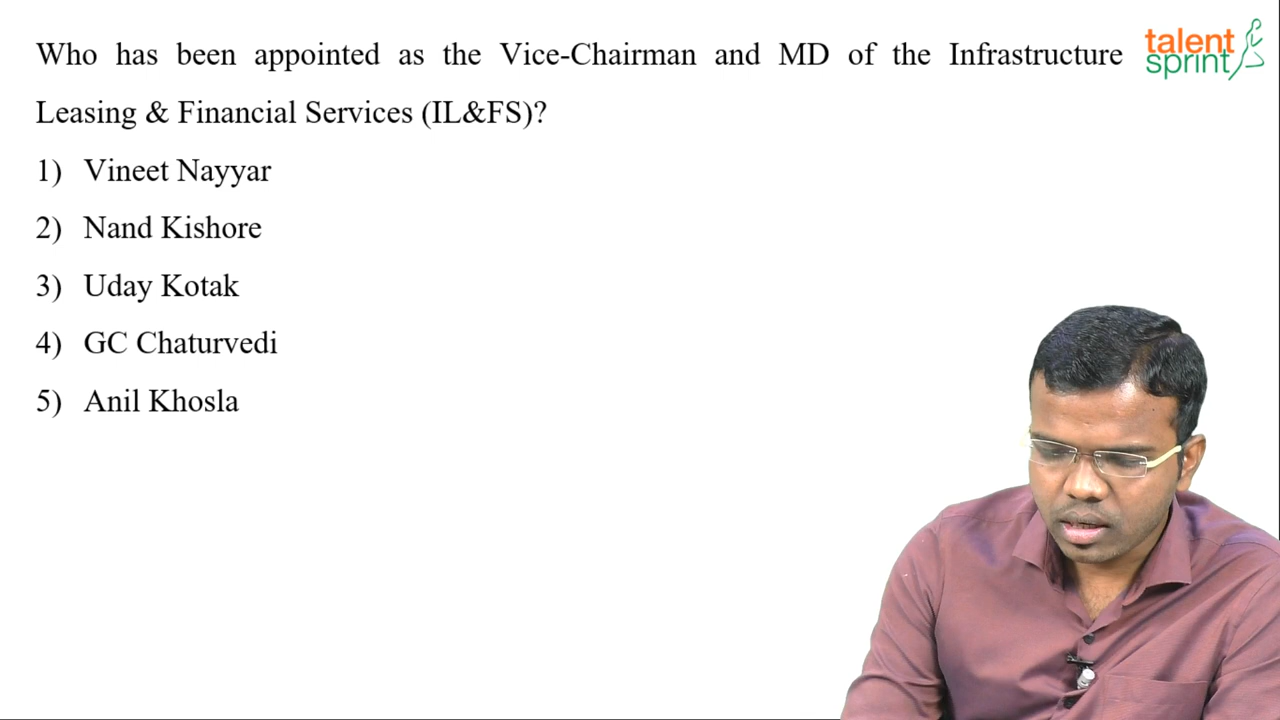 Who has been appointed as the Vice-Chairman and MD of the Infrastructure
Leasing & Financial Services (IL&FS)?
1) Vineet Nayyar
2) Nand Kishore
3) Uday Kotak
4) GC Chaturvedi
5) Anil Khosla
talent
sprint